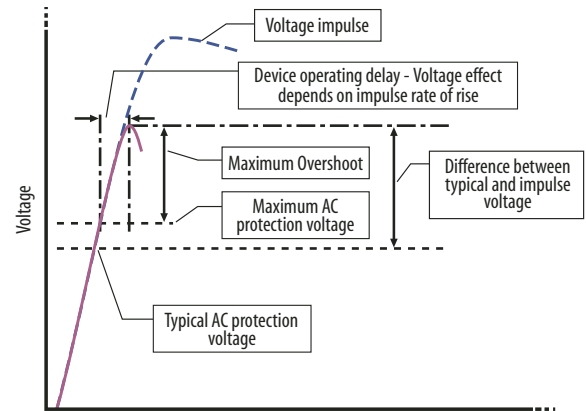 Voltage impulse
Device operating delay - Voltage effect
depends on impulse rate of rise
Maximum Overshoot
Difference between
typical and impulse
voltage
Maximum AC
protection voltage
Voltage
Typical AC protection
voltage